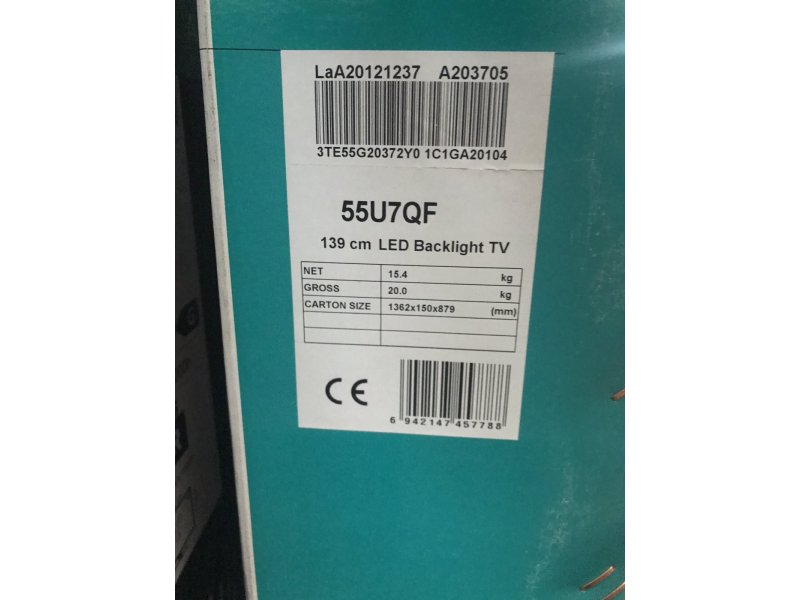 LaA20121237 A203705
3TE55G20372Y0 1C1GA20104
55U7QF
139 cm LED Backlight TV
NET 15.4 kg
GROSS 20.0 kg
CARTON SIZE 1362x150x879 (mm)
CE
6 942147 457788